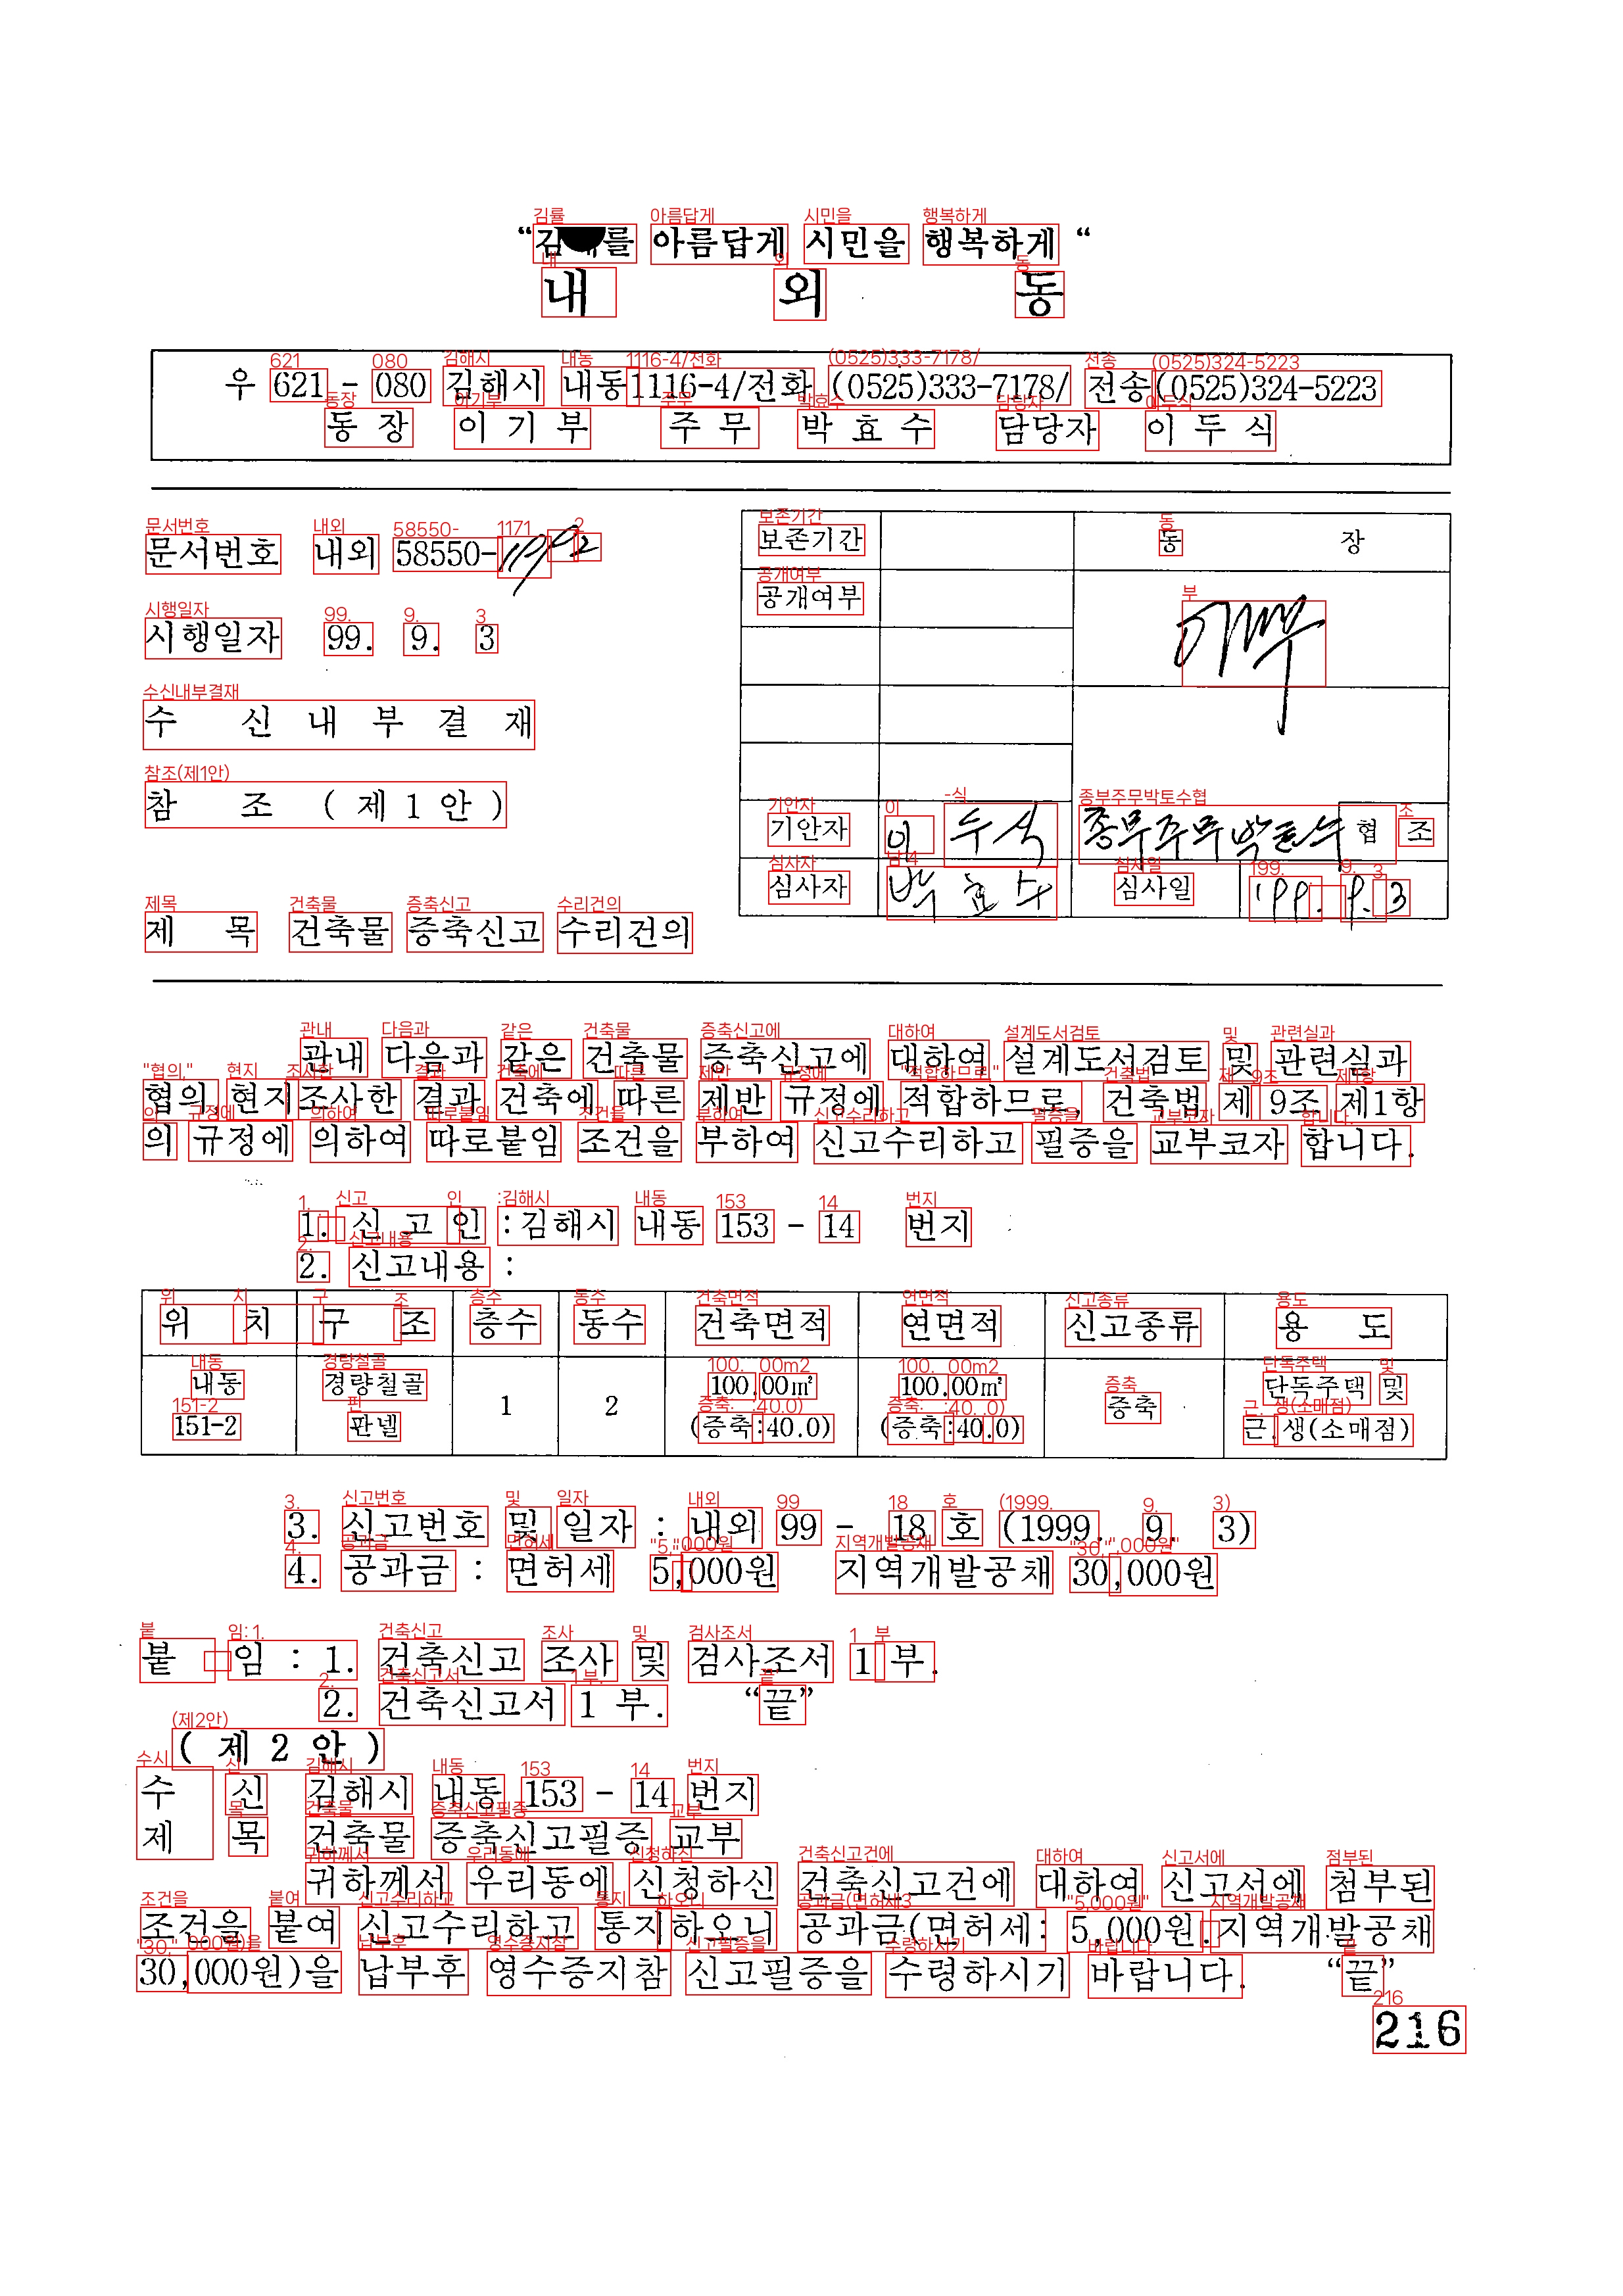 “김 를 아름답게 시민을 행복하게 “
내 외 동
우 621 - 080 김해시 내동1116-4/전화 (0525)333-7178/ 전송(0525)324-5223
동 장 이 기 부 주 무 박 효 수 담당자 이 두 식
문서번호 내외 58550-
시행일자 99. 9. 3
수 신 내 부 결 재
참 조 ( 제 1 안 )
제 목 건축물 증축신고 수리건의
보존기간 동 장
공개여부
기안자 이 두식 총무주무 박효수 협 조
심사자 박효수 심사일 199. 9. 3
관내 다음과 같은 건축물 증축신고에 대하여 설계도서검토 및 관련실과
협의, 현지조사한 결과 건축에 따른 제반 규정에 적합하므로, 건축법 제 9조 제1항
의 규정에 의하여 따로붙임 조건을 부하여 신고수리하고 필증을 교부코자 합니다.
1. 신 고 인 : 김해시 내동 153 - 14 번지
2. 신고내용 :
위 치 구 조 층수 동수 건축면적 연면적 신고종류 용 도
내동 151-2 경량철골 판넬 1 2 100.00㎡ (증축:40.0) 100.00㎡ (증축:40.0) 증축 단독주택 및 근.생(소매점)
3. 신고번호 및 일자 : 내외 99 - 18 호 (1999. 9. 3)
4. 공과금 : 면허세 5,000원 지역개발공채 30,000원
붙 임 : 1. 건축신고 조사 및 검사조서 1 부.
2. 건축신고서 1 부. “끝”
( 제 2 안 )
수 신 김해시 내동 153 - 14 번지
제 목 건축물 증축신고필증 교부
귀하께서 우리동에 신청하신 건축신고건에 대하여 신고서에 첨부된
조건을 붙여 신고수리하고 통지하오니 공과금(면허세: 5,000원.지역개발공채
30,000원)을 납부후 영수증지참 신고필증을 수령하시기 바랍니다. “끝”
216